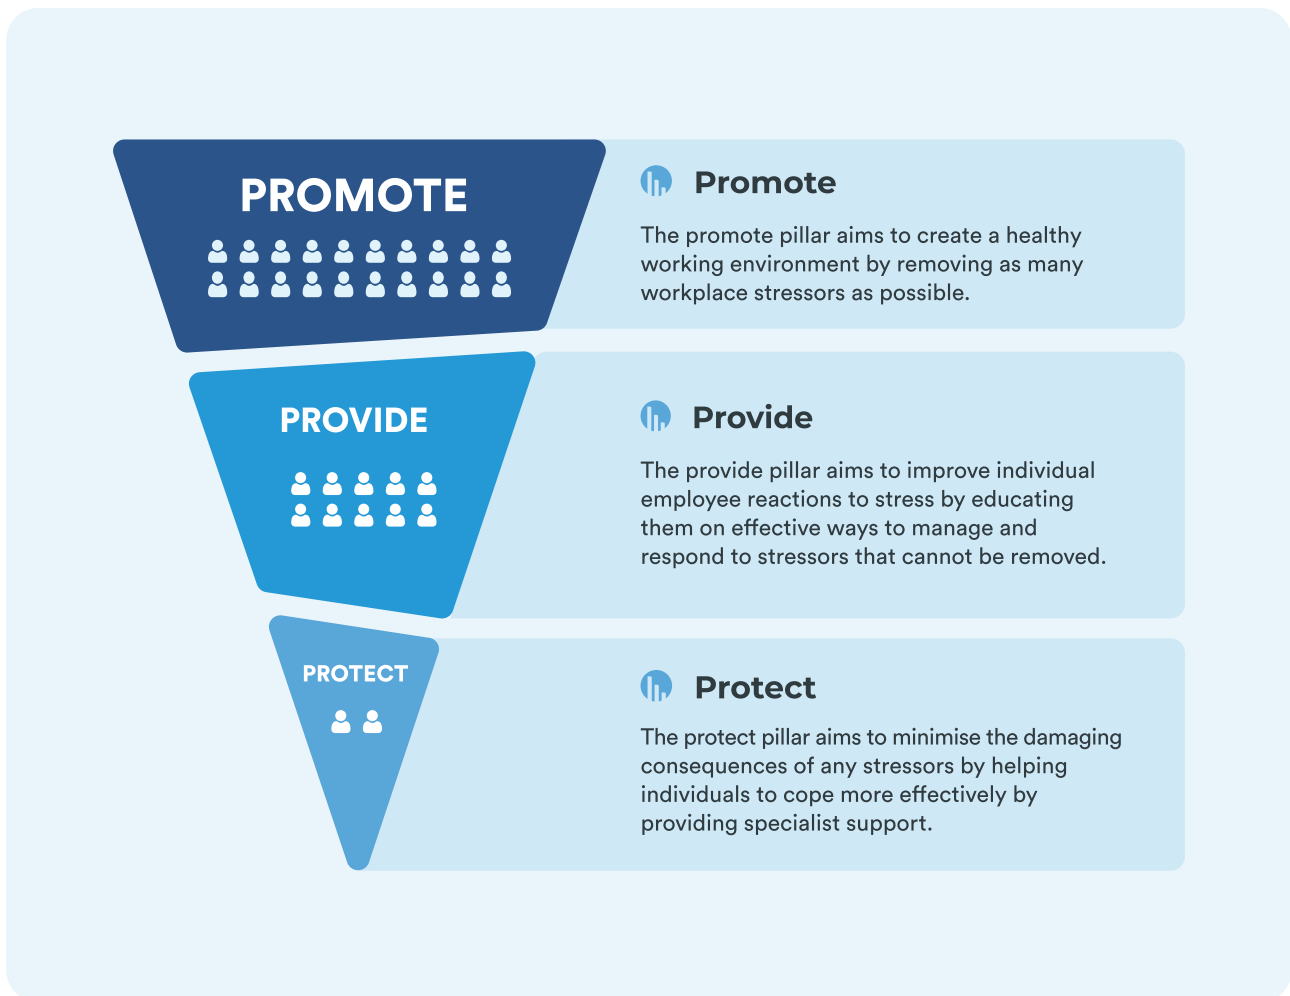 PROMOTE
Promote
The promote pillar aims to create a healthy
working environment by removing as many
workplace stressors as possible.
PROVIDE
Provide
The provide pillar aims to improve individual
employee reactions to stress by educating
them on effective ways to manage and
respond to stressors that cannot be removed.
PROTECT
Protect
The protect pillar aims to minimise the damaging
consequences of any stressors by helping
individuals to cope more effectively by
providing specialist support.